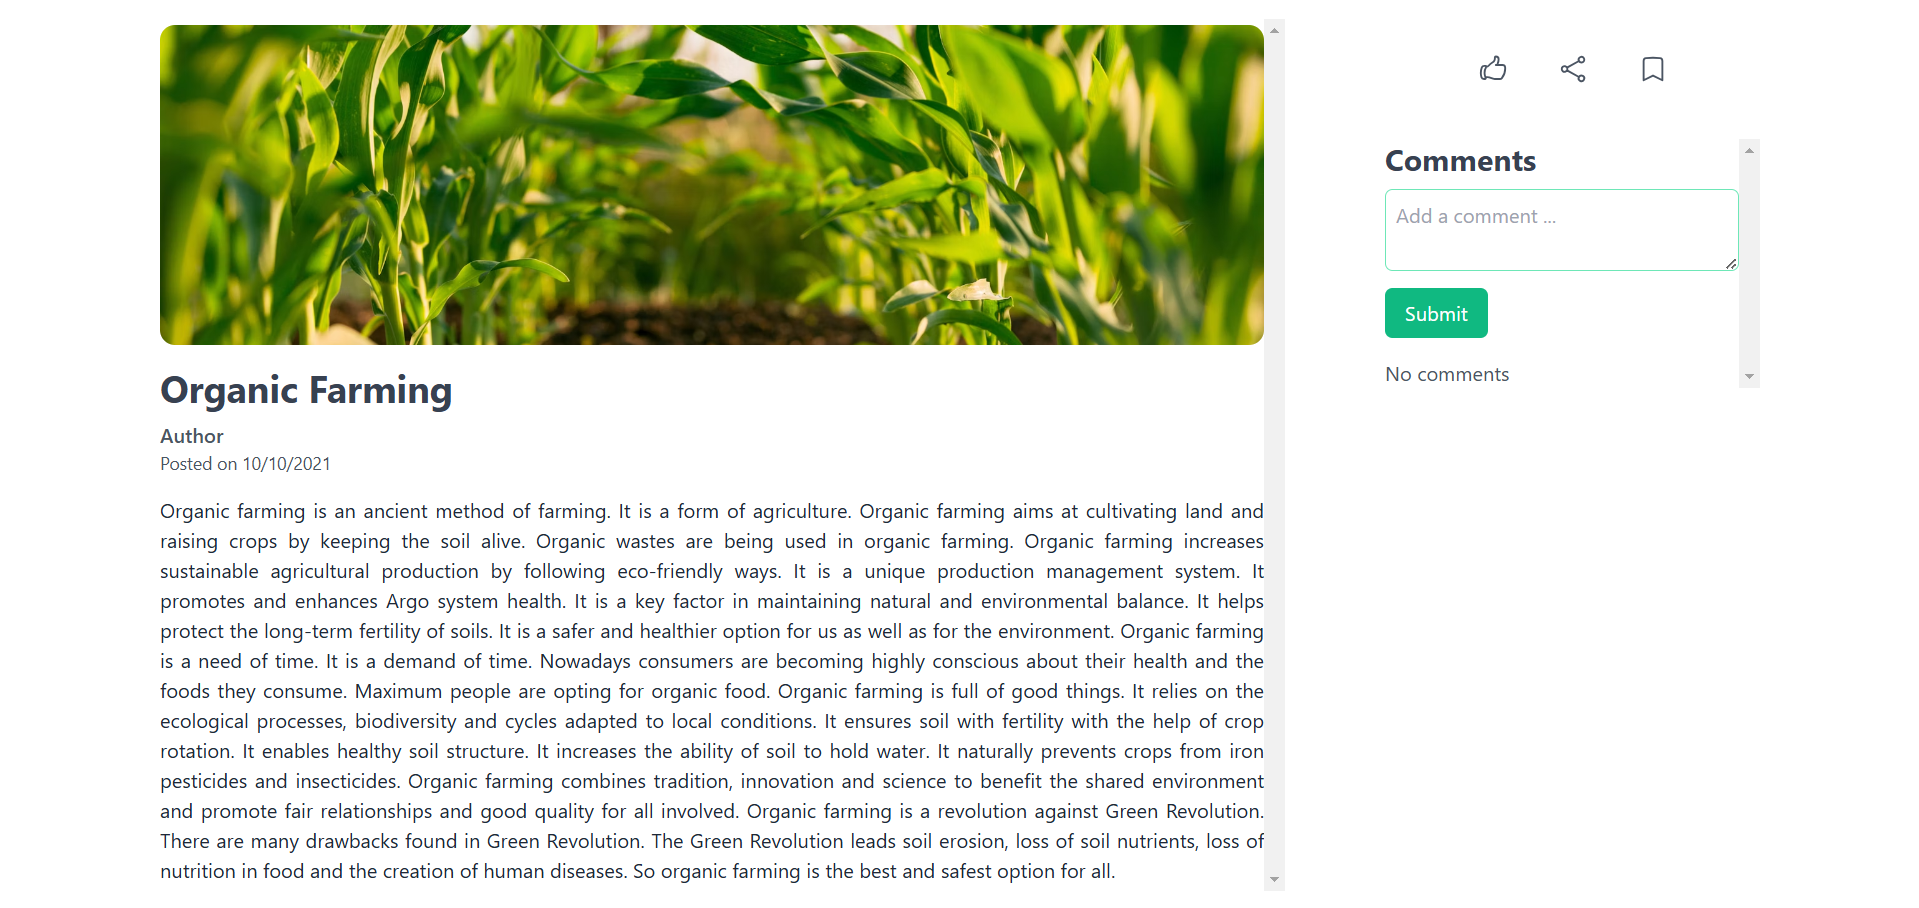 Organic Farming
Author
Posted on 10/10/2021
Organic farming is an ancient method of farming. It is a form of agriculture. Organic farming aims at cultivating land and
raising crops by keeping the soil alive. Organic wastes are being used in organic farming. Organic farming increases
sustainable agricultural production by following eco-friendly ways. It is a unique production management system. It
promotes and enhances Argo system health. It is a key factor in maintaining natural and environmental balance. It helps
protect the long-term fertility of soils. It is a safer and healthier option for us as well as for the environment. Organic farming
is a need of time. It is a demand of time. Nowadays consumers are becoming highly conscious about their health and the
foods they consume. Maximum people are opting for organic food. Organic farming is full of good things. It relies on the
ecological processes, biodiversity and cycles adapted to local conditions. It ensures soil with fertility with the help of crop
rotation. It enables healthy soil structure. It increases the ability of soil to hold water. It naturally prevents crops from iron
pesticides and insecticides. Organic farming combines tradition, innovation and science to benefit the shared environment
and promote fair relationships and good quality for all involved. Organic farming is a revolution against Green Revolution.
There are many drawbacks found in Green Revolution. The Green Revolution leads soil erosion, loss of soil nutrients, loss of
nutrition in food and the creation of human diseases. So organic farming is the best and safest option for all.
Comments
Add a comment ...
Submit
No comments